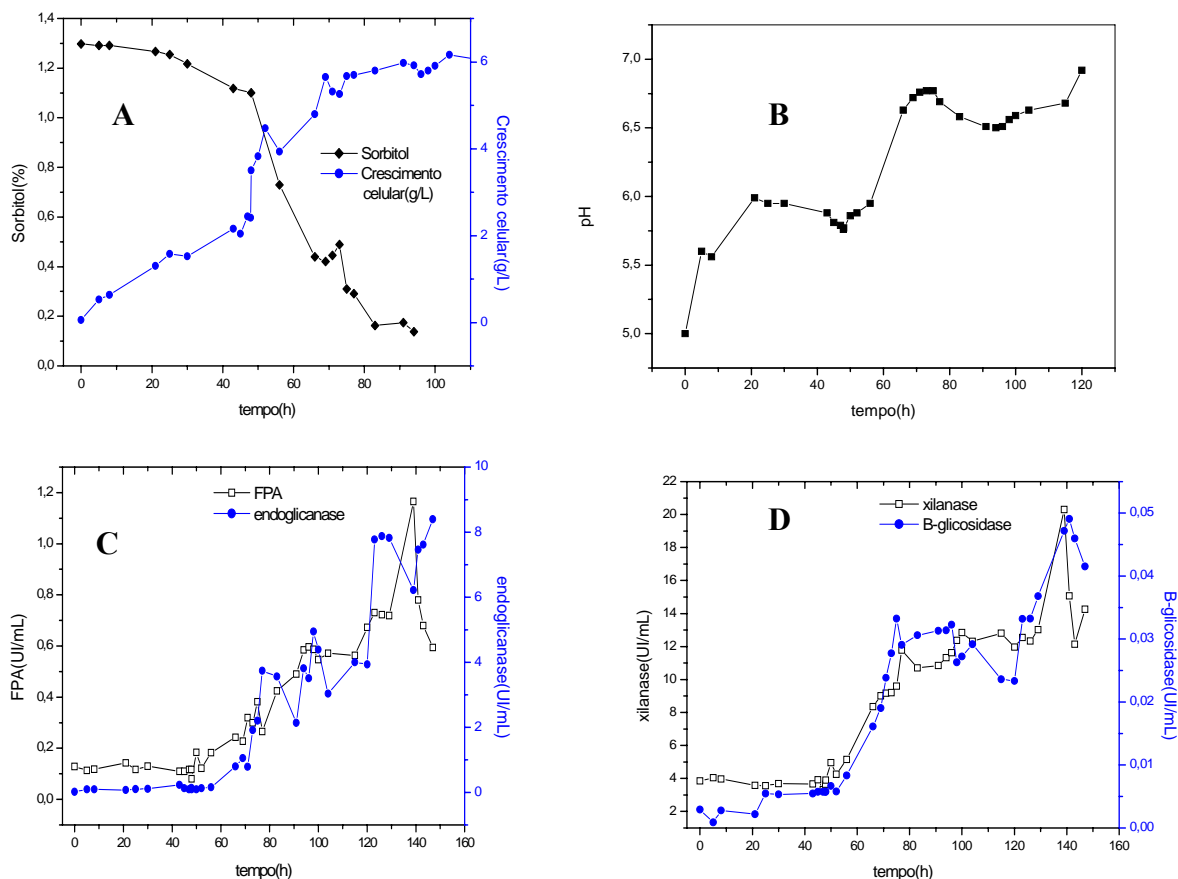 A
Sorbitol(%)
1,4
1,2
1,0
0,8
0,6
0,4
0,2
0,0
Sorbitol
Crescimento
celular(g/L)
6
4
2
0
Crescimento celular(g/L)
0 20 40 60 80 100
tempo(h)
B
pH
7,0
6,5
6,0
5,5
5,0
0 20 40 60 80 100 120
tempo(h)
C
FPA(UI/mL)
1,2
1,0
0,8
0,6
0,4
0,2
0,0
FPA
endoglicanase
10
8
6
4
2
0
endoglicanase(UI/mL)
0 20 40 60 80 100 120 140 160
tempo(h)
D
xilanase(UI/mL)
22
20
18
16
14
12
10
8
6
4
2
xilanase
B-glicosidase
0,05
0,04
0,03
0,02
0,01
0,00
B-glicosidase(UI/mL)
0 20 40 60 80 100 120 140 160
tempo(h)